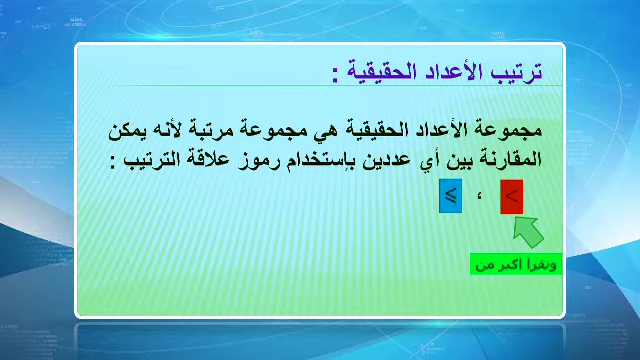 ترتيب الأعداد الحقيقية :
مجموعة الأعداد الحقيقية هي مجموعة مرتبة لأنه يمكن
المقارنة بين أي عددين بإستخدام رموز علاقة الترتيب :
< ، ⩽
وتقرأ أكبر من